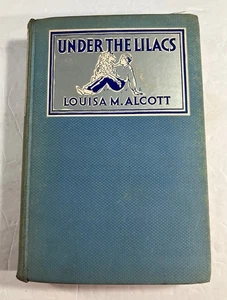 UNDER THE LILACS
LOUISA M. ALCOTT